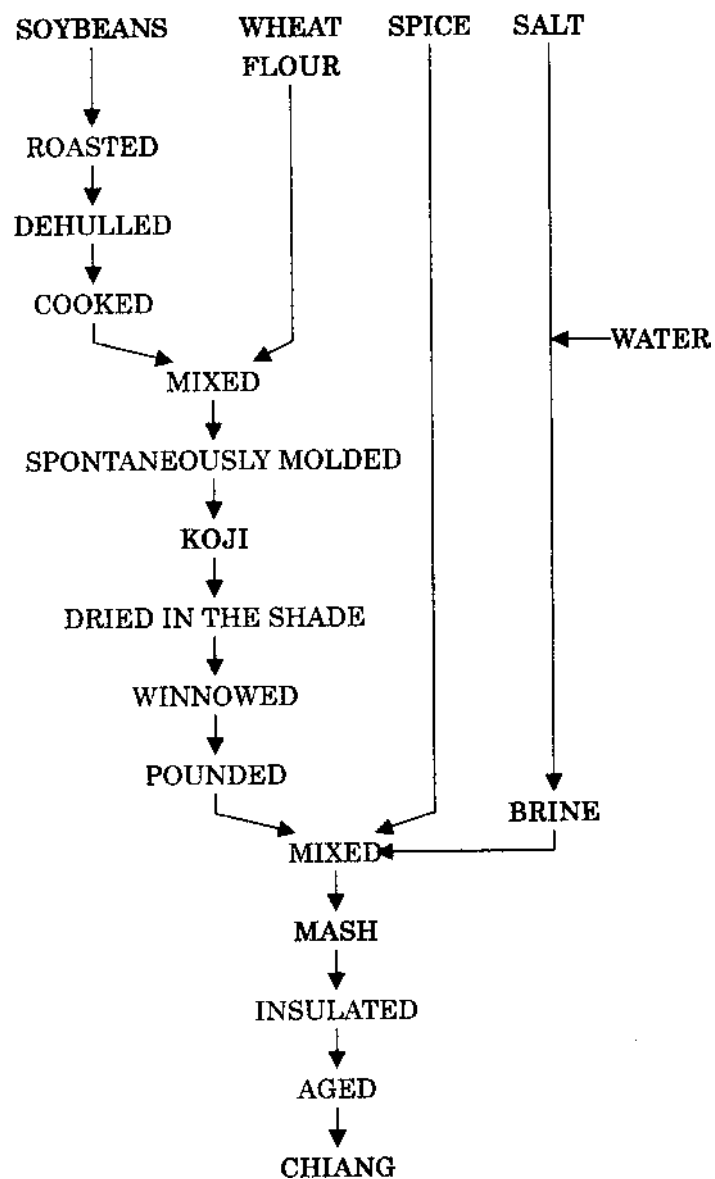 SOYBEANS WHEAT FLOUR SPICE SALT
ROASTED
DEHULLED
COOKED
WATER
MIXED
SPONTANEOUSLY MOLDED
KOJI
DRIED IN THE SHADE
WINNOWED
POUNDED
BRINE
MIXED
MASH
INSULATED
AGED
CHIANG